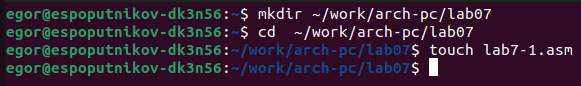 egor@espoputnikov-dk3n56:~$ mkdir ~/work/arch-pc/lab07
egor@espoputnikov-dk3n56:~$ cd  ~/work/arch-pc/lab07
egor@espoputnikov-dk3n56:~/work/arch-pc/lab07$ touch lab7-1.asm
egor@espoputnikov-dk3n56:~/work/arch-pc/lab07$